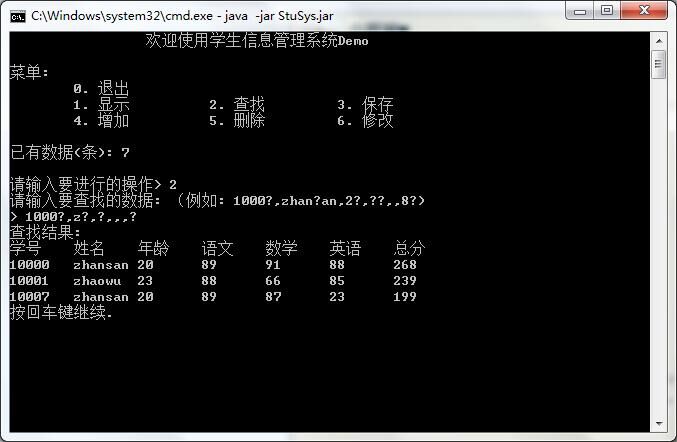 C:\Windows\system32\cmd.exe - java  -jar StuSys.jar
欢迎使用学生信息管理系统Demo
菜单:
0. 退出
1. 显示 2. 查找 3. 保存
4. 增加 5. 删除 6. 修改
已有数据(条): 7
请输入要进行的操作> 2
请输入要查找的数据: (例如: 1000?,zhan?an,2?,??,,8?)
> 1000?,z?,?,,,?
查找结果:
学号 姓名 年龄 语文 数学 英语 总分
10000 zhansan 20 89 91 88 268
10001 zhaowu 23 88 66 85 239
10007 zhansan 20 89 87 23 199
按回车键继续.